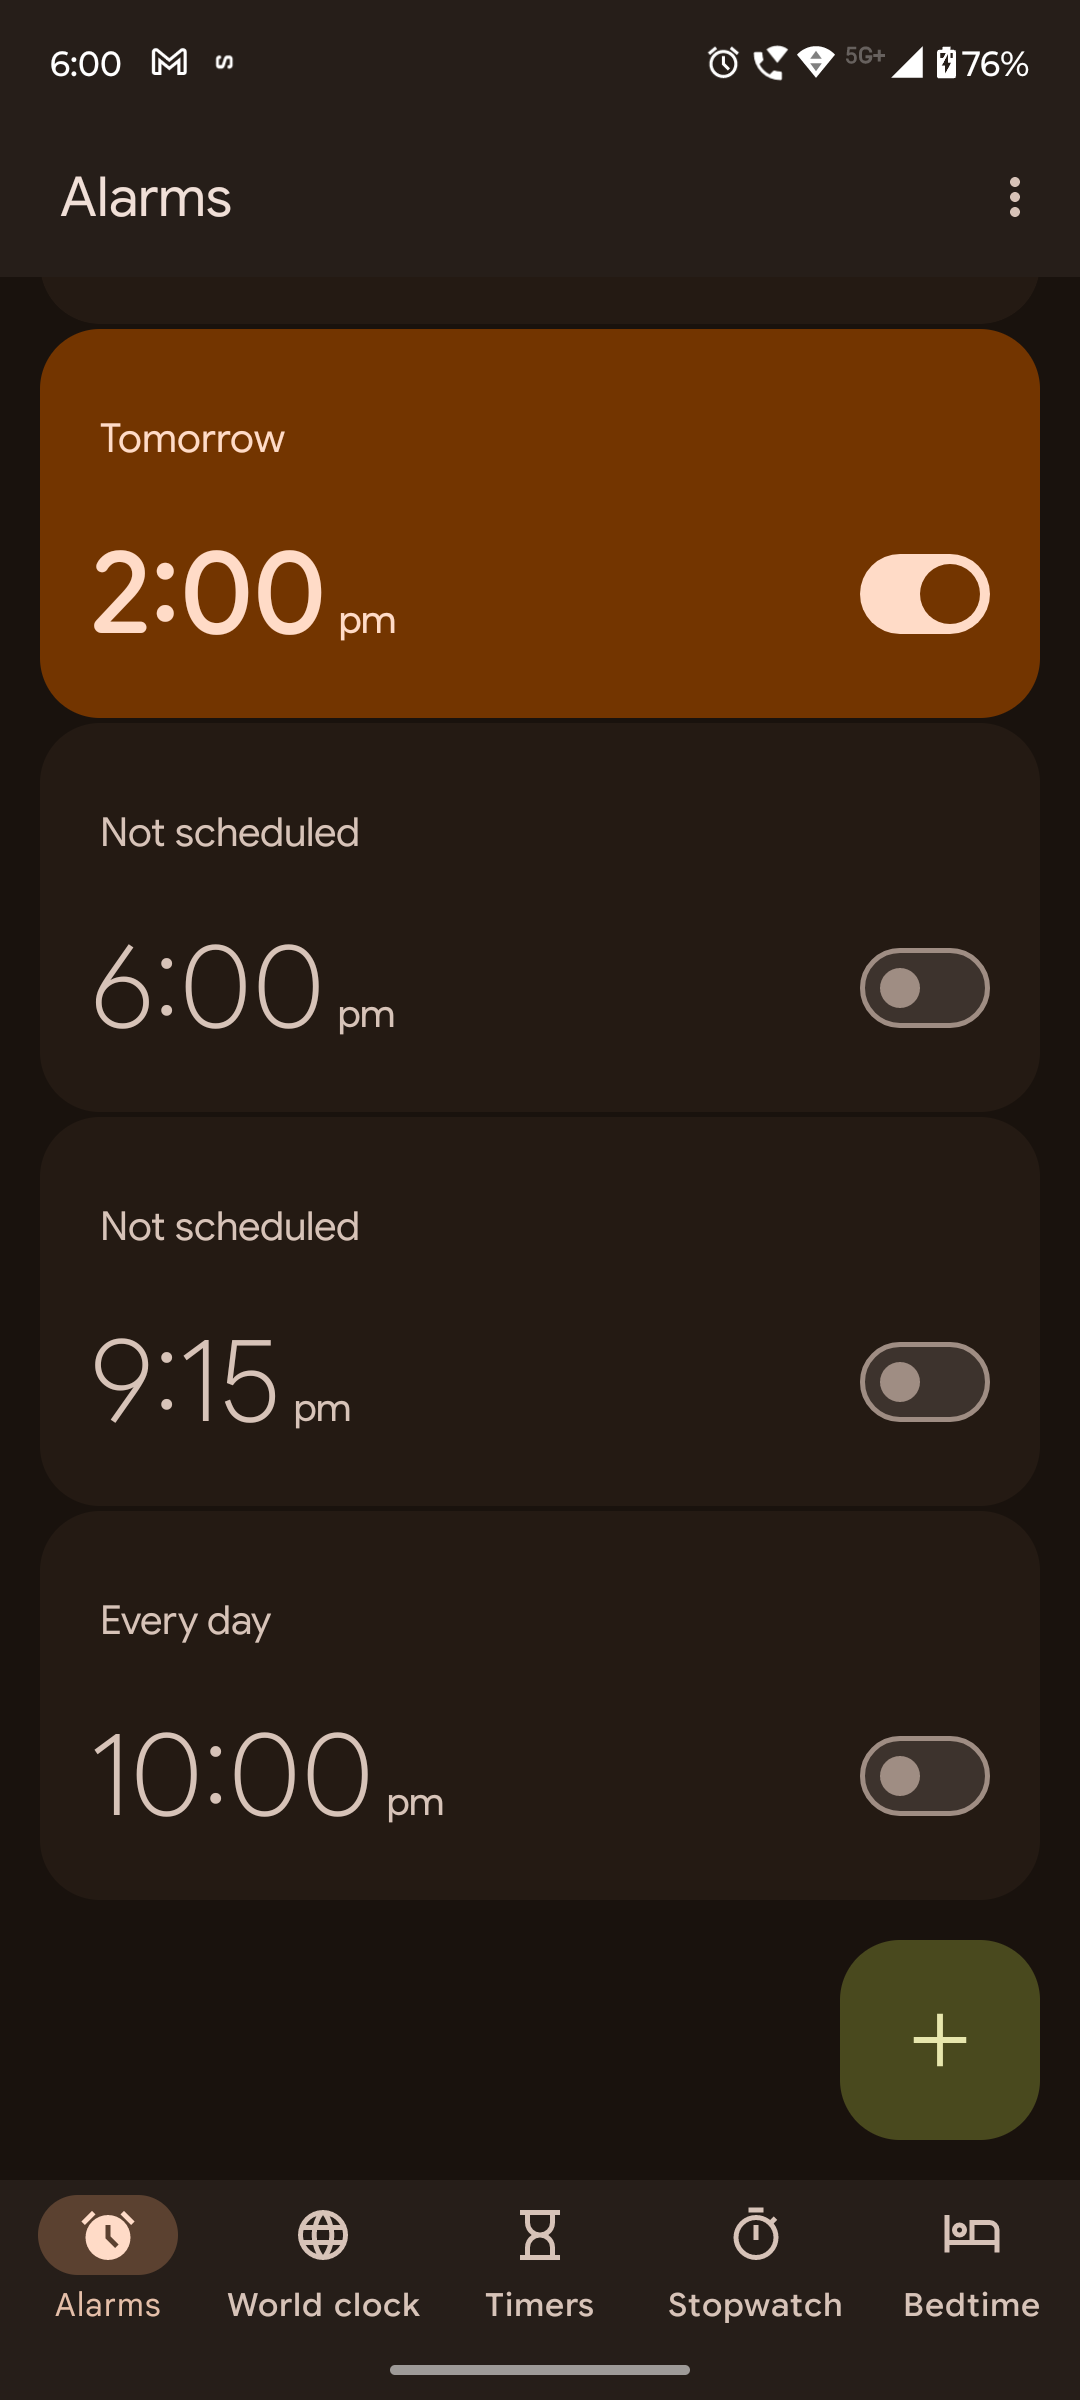 6:00 5G+ 76%
Alarms
Tomorrow
2:00 pm
Not scheduled
6:00 pm
Not scheduled
9:15 pm
Every day
10:00 pm
Alarms World clock Timers Stopwatch Bedtime